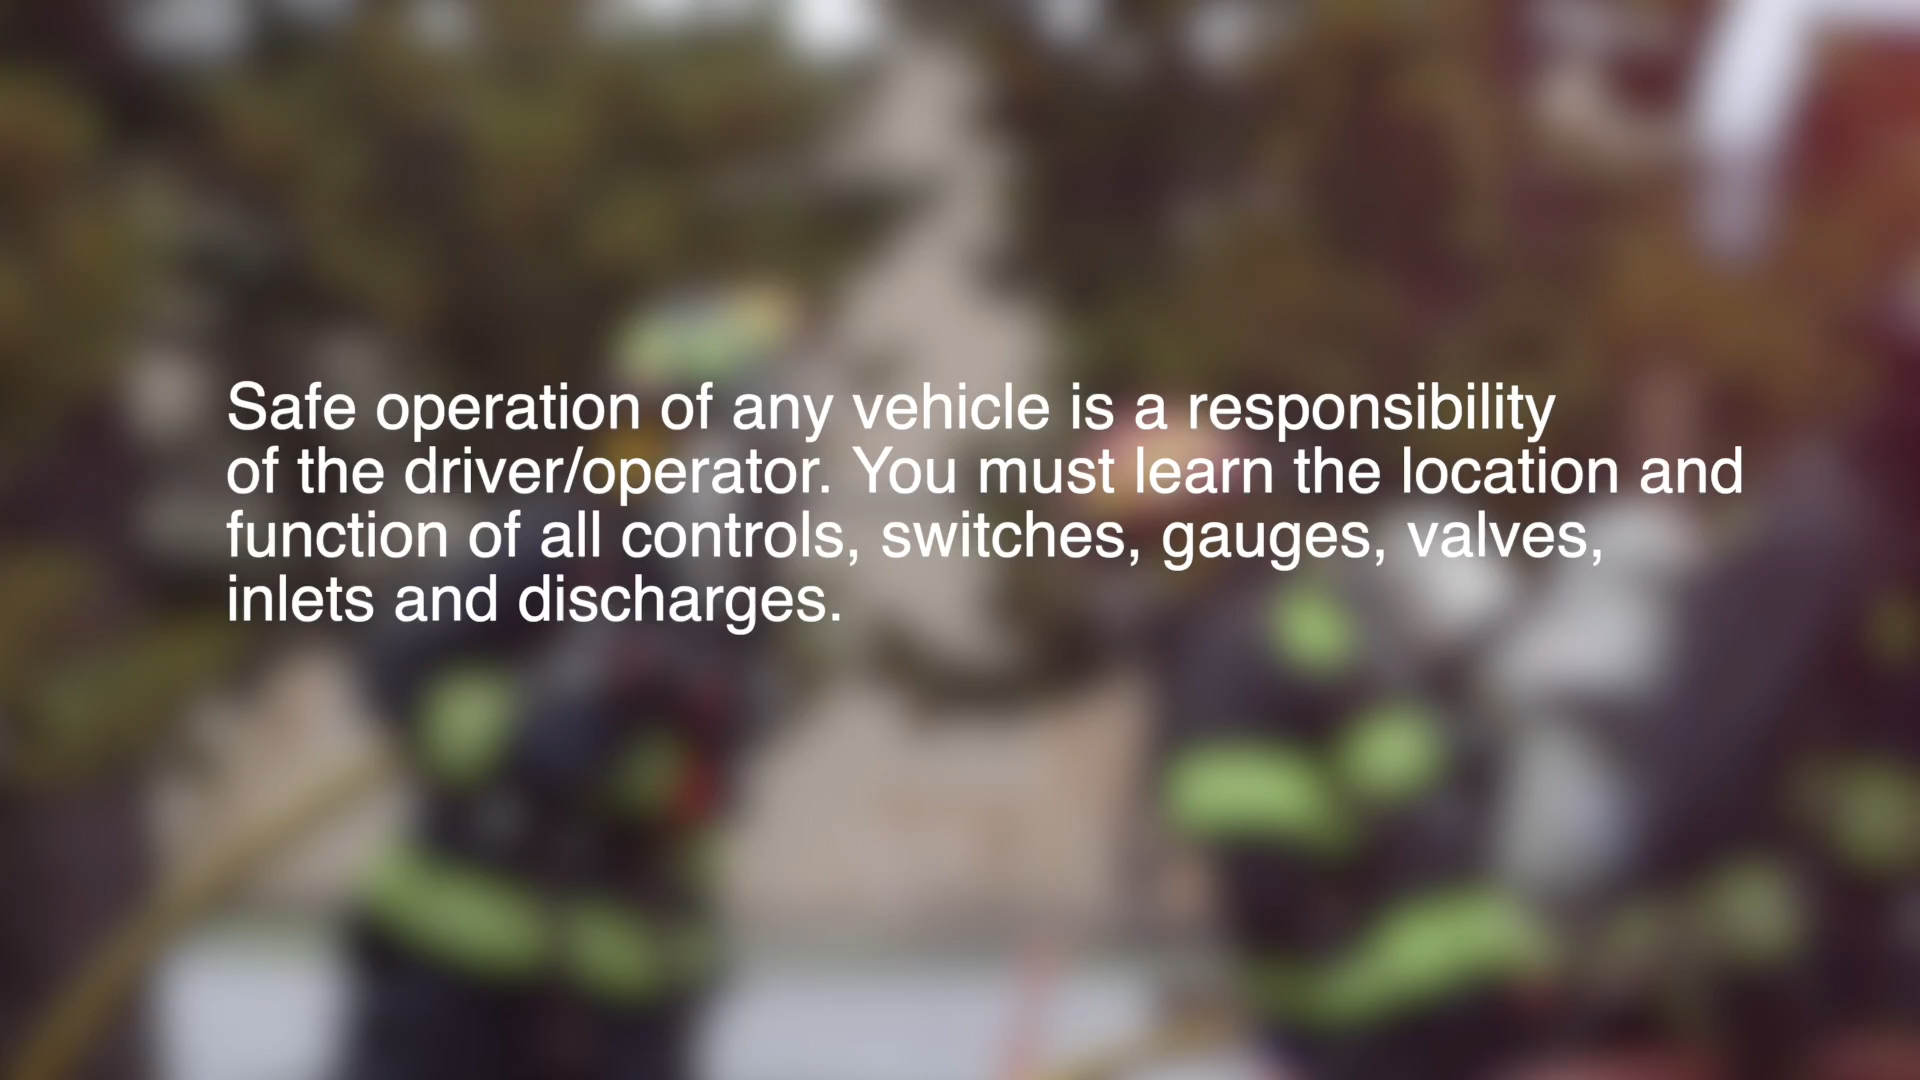 Safe operation of any vehicle is a responsibility
of the driver/operator. You must learn the location and
function of all controls, switches, gauges, valves,
inlets and discharges.